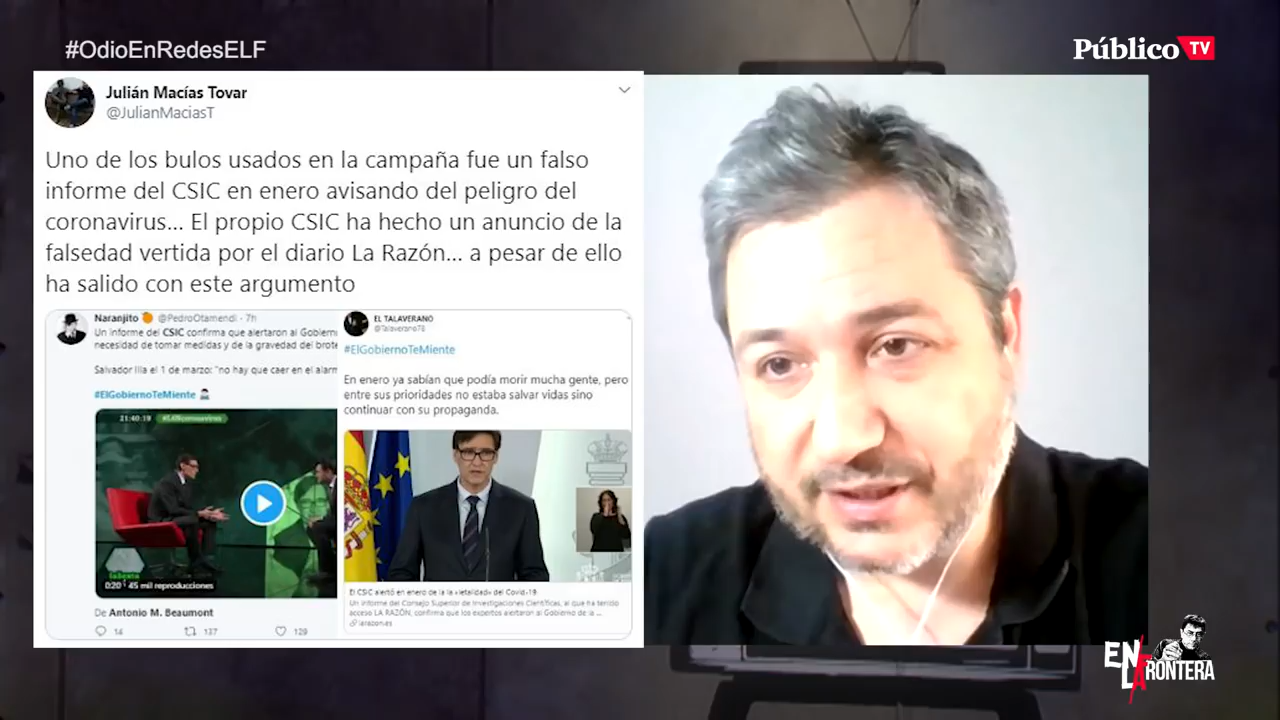 #OdioEnRedesELF
Público TV
Julián Macías Tovar
@JulianMaciasT
Uno de los bulos usados en la campaña fue un falso
informe del CSIC en enero avisando del peligro del
coronavirus... El propio CSIC ha hecho un anuncio de la
falsedad vertida por el diario La Razón... a pesar de ello
ha salido con este argumento
Naranjito @PedroOtamendi · 7h
Un informe del CSIC confirma que alertaron al Gobiern
necesidad de tomar medidas y de la gravedad del brote
Salvador Illa el 1 de marzo: "no hay que caer en el alarm
#ElGobiernoTeMiente
21:40:19
laSexta
0:20 45 mil reproducciones
De Antonio M. Beaumont
14 137 129
EL TALAVERANO
@Talaverano78
#ElGobiernoTeMiente
En enero ya sabían que podía morir mucha gente, pero
entre sus prioridades no estaba salvar vidas sino
continuar con su propaganda.
El CSIC alertó en enero de la la «letalidad» del Covid-19
Un informe del Consejo Superior de Investigaciones Científicas, al que ha tenido
acceso LA RAZÓN, confirma que los expertos alertaron al Gobierno de la ...
larazon.es
EN LA FRONTERA